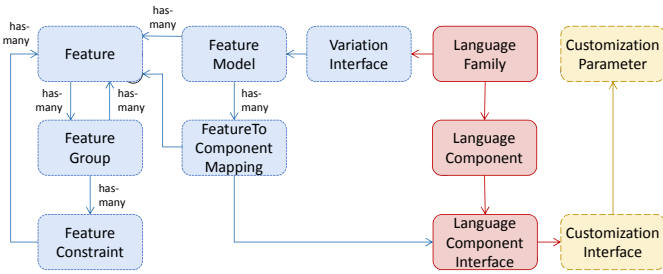 has-
many
has-
many
Feature
Feature
Model
Variation
Interface
Language
Family
Customization
Parameter
has-
many
has-
many
has-
many
Feature
Group
FeatureTo
Component
Mapping
Language
Component
has-
many
Feature
Constraint
Language
Component
Interface
Customization
Interface